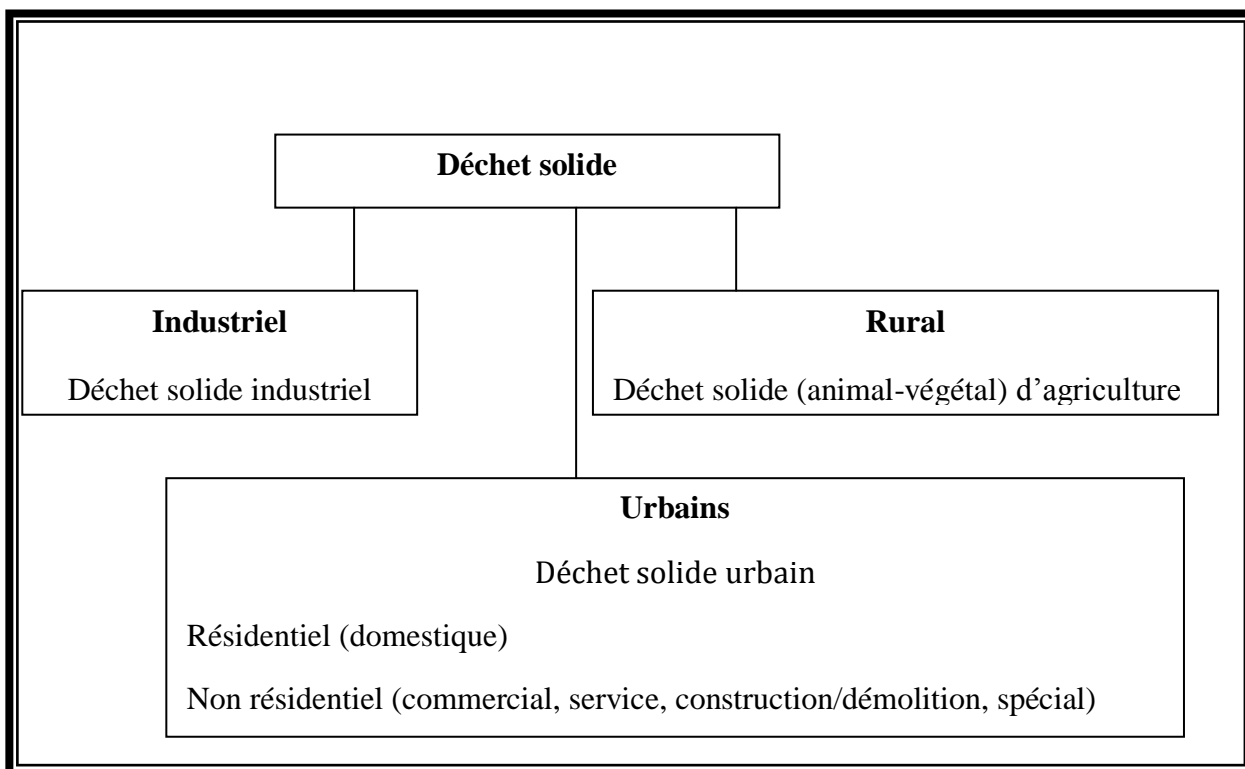 Déchet solide
Industriel
Déchet solide industriel
Rural
Déchet solide (animal-végétal) d’agriculture
Urbains
Déchet solide urbain
Résidentiel (domestique)
Non résidentiel (commercial, service, construction/démolition, spécial)